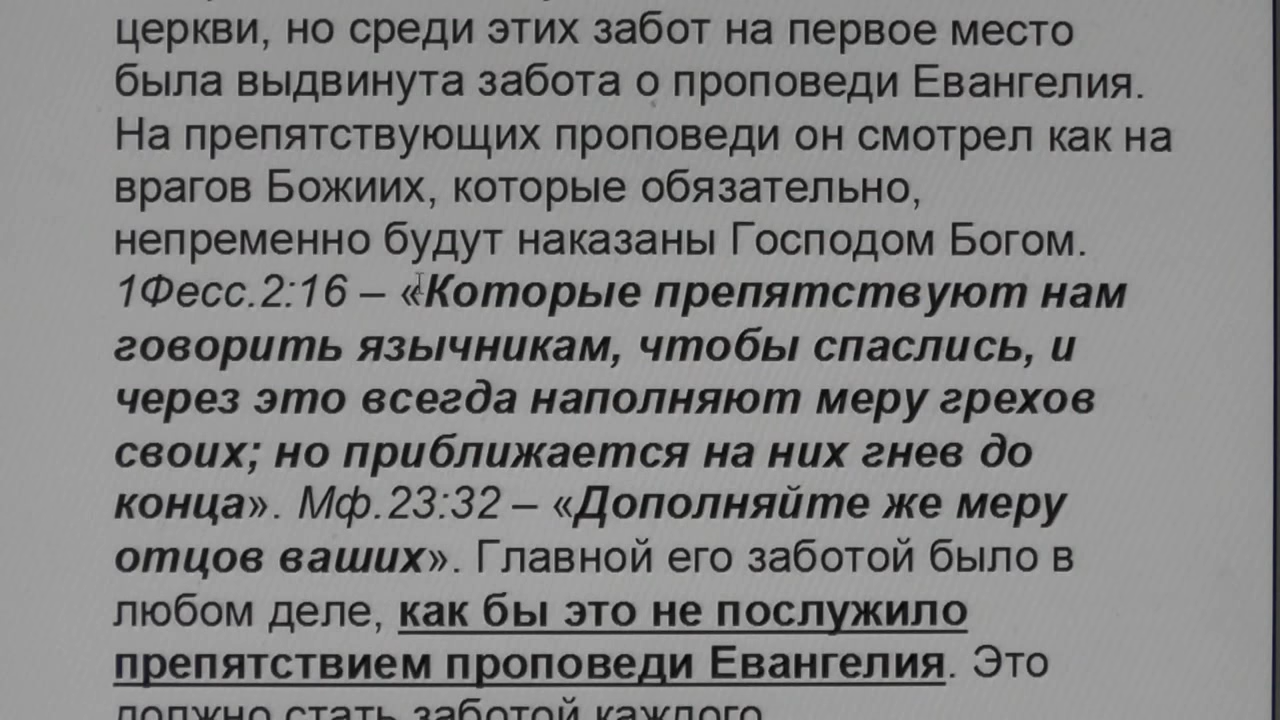 церкви, но среди этих забот на первое место
была выдвинута забота о проповеди Евангелия.
На препятствующих проповеди он смотрел как на
врагов Божиих, которые обязательно,
непременно будут наказаны Господом Богом.
1Фесс.2:16 – «Которые препятствуют нам
говорить язычникам, чтобы спаслись, и
через это всегда наполняют меру грехов
своих; но приближается на них гнев до
конца». Мф.23:32 – «Дополняйте же меру
отцов ваших». Главной его заботой было в
любом деле, как бы это не послужило
препятствием проповеди Евангелия. Это
должно стать заботой каждого